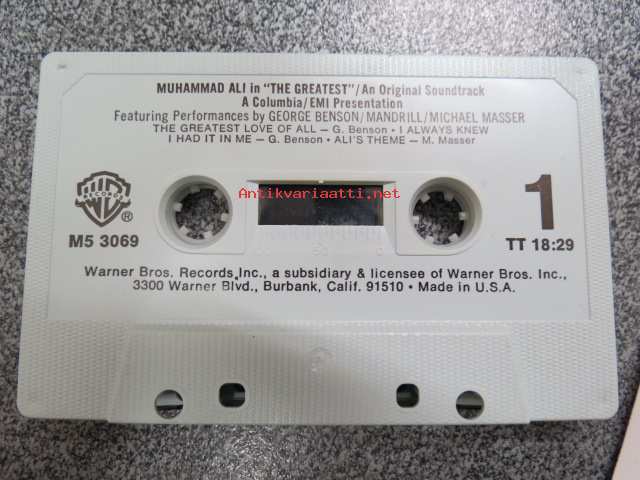 MUHAMMAD ALI in "THE GREATEST"/An Original Soundtrack
A Columbia/EMI Presentation
Featuring Performances by GEORGE BENSON/MANDRILL/MICHAEL MASSER
THE GREATEST LOVE OF ALL — G. Benson • I ALWAYS KNEW
I HAD IT IN ME — G. Benson • ALI'S THEME — M. Masser
Antikvariaatti.net
WB
RECORDS
®
1
M5 3069
TT 18:29
Warner Bros. Records, Inc., a subsidiary & licensee of Warner Bros. Inc.,
3300 Warner Blvd., Burbank, Calif. 91510 • Made in U.S.A.